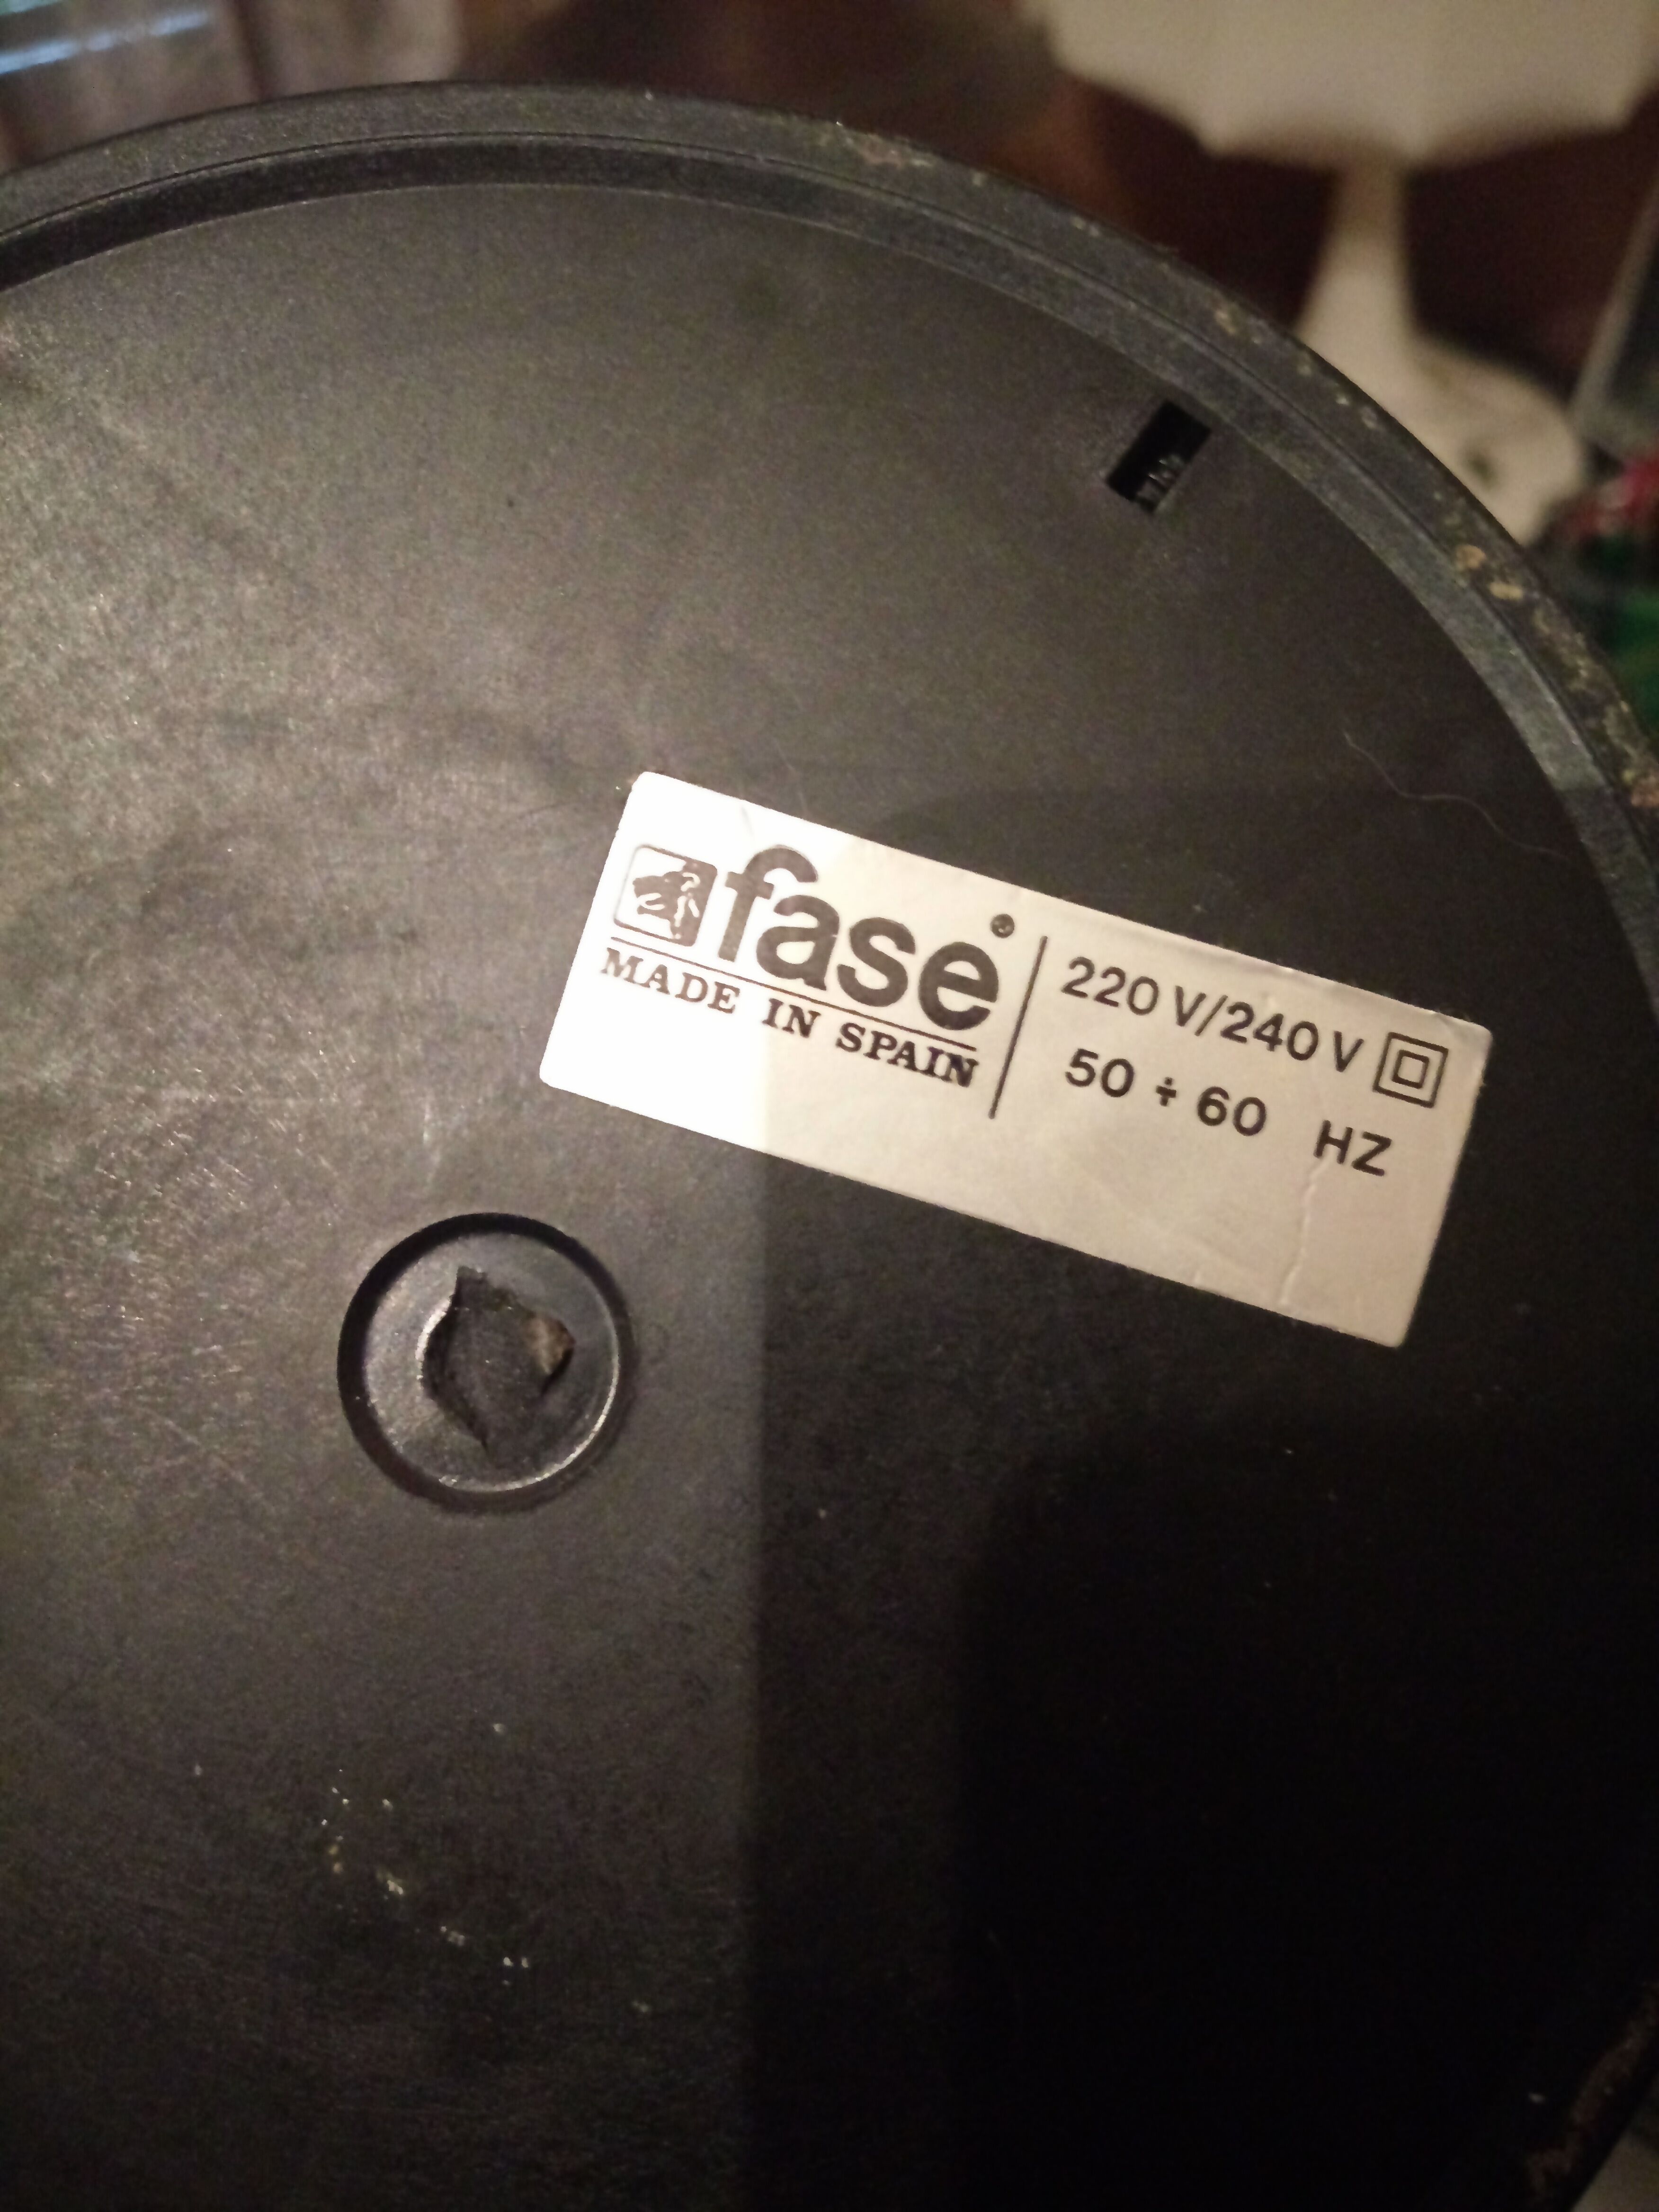 fase
MADE IN SPAIN
220 V/240 V
50 ÷ 60 HZ